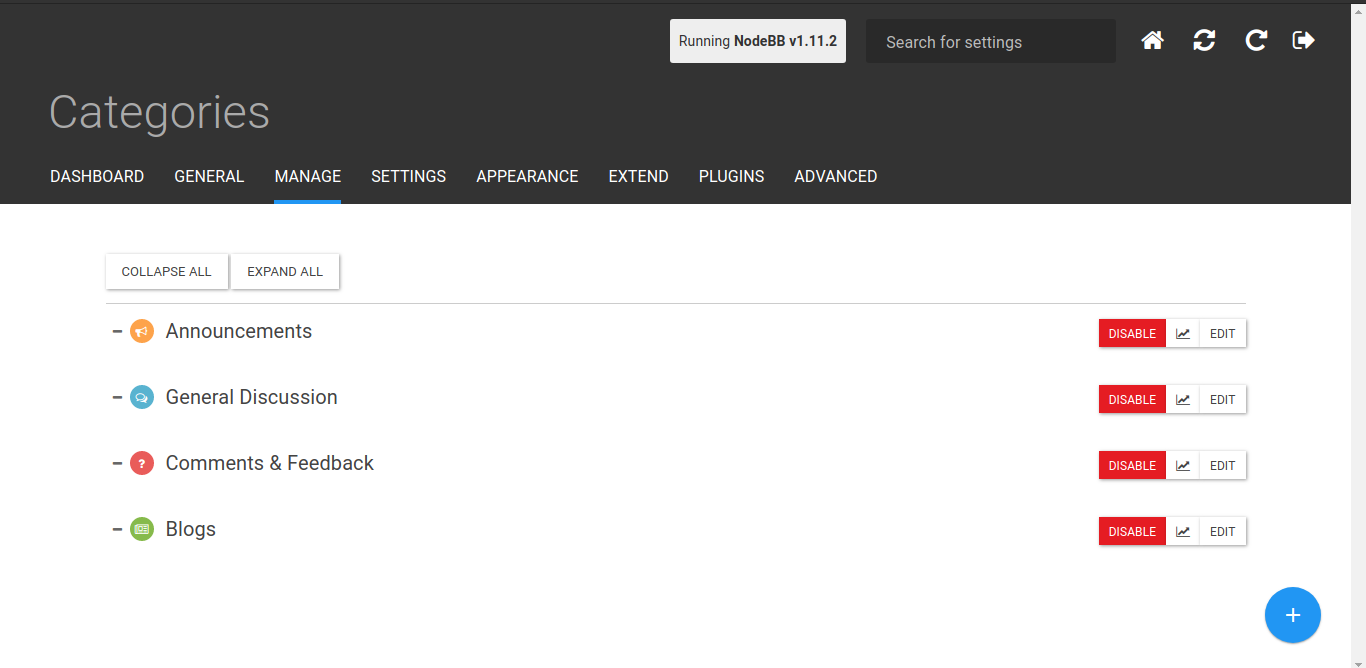 Running NodeBB v1.11.2 Search for settings
Categories
DASHBOARD GENERAL MANAGE SETTINGS APPEARANCE EXTEND PLUGINS ADVANCED
COLLAPSE ALL EXPAND ALL
Announcements DISABLE EDIT
General Discussion DISABLE EDIT
? Comments & Feedback DISABLE EDIT
Blogs DISABLE EDIT
+